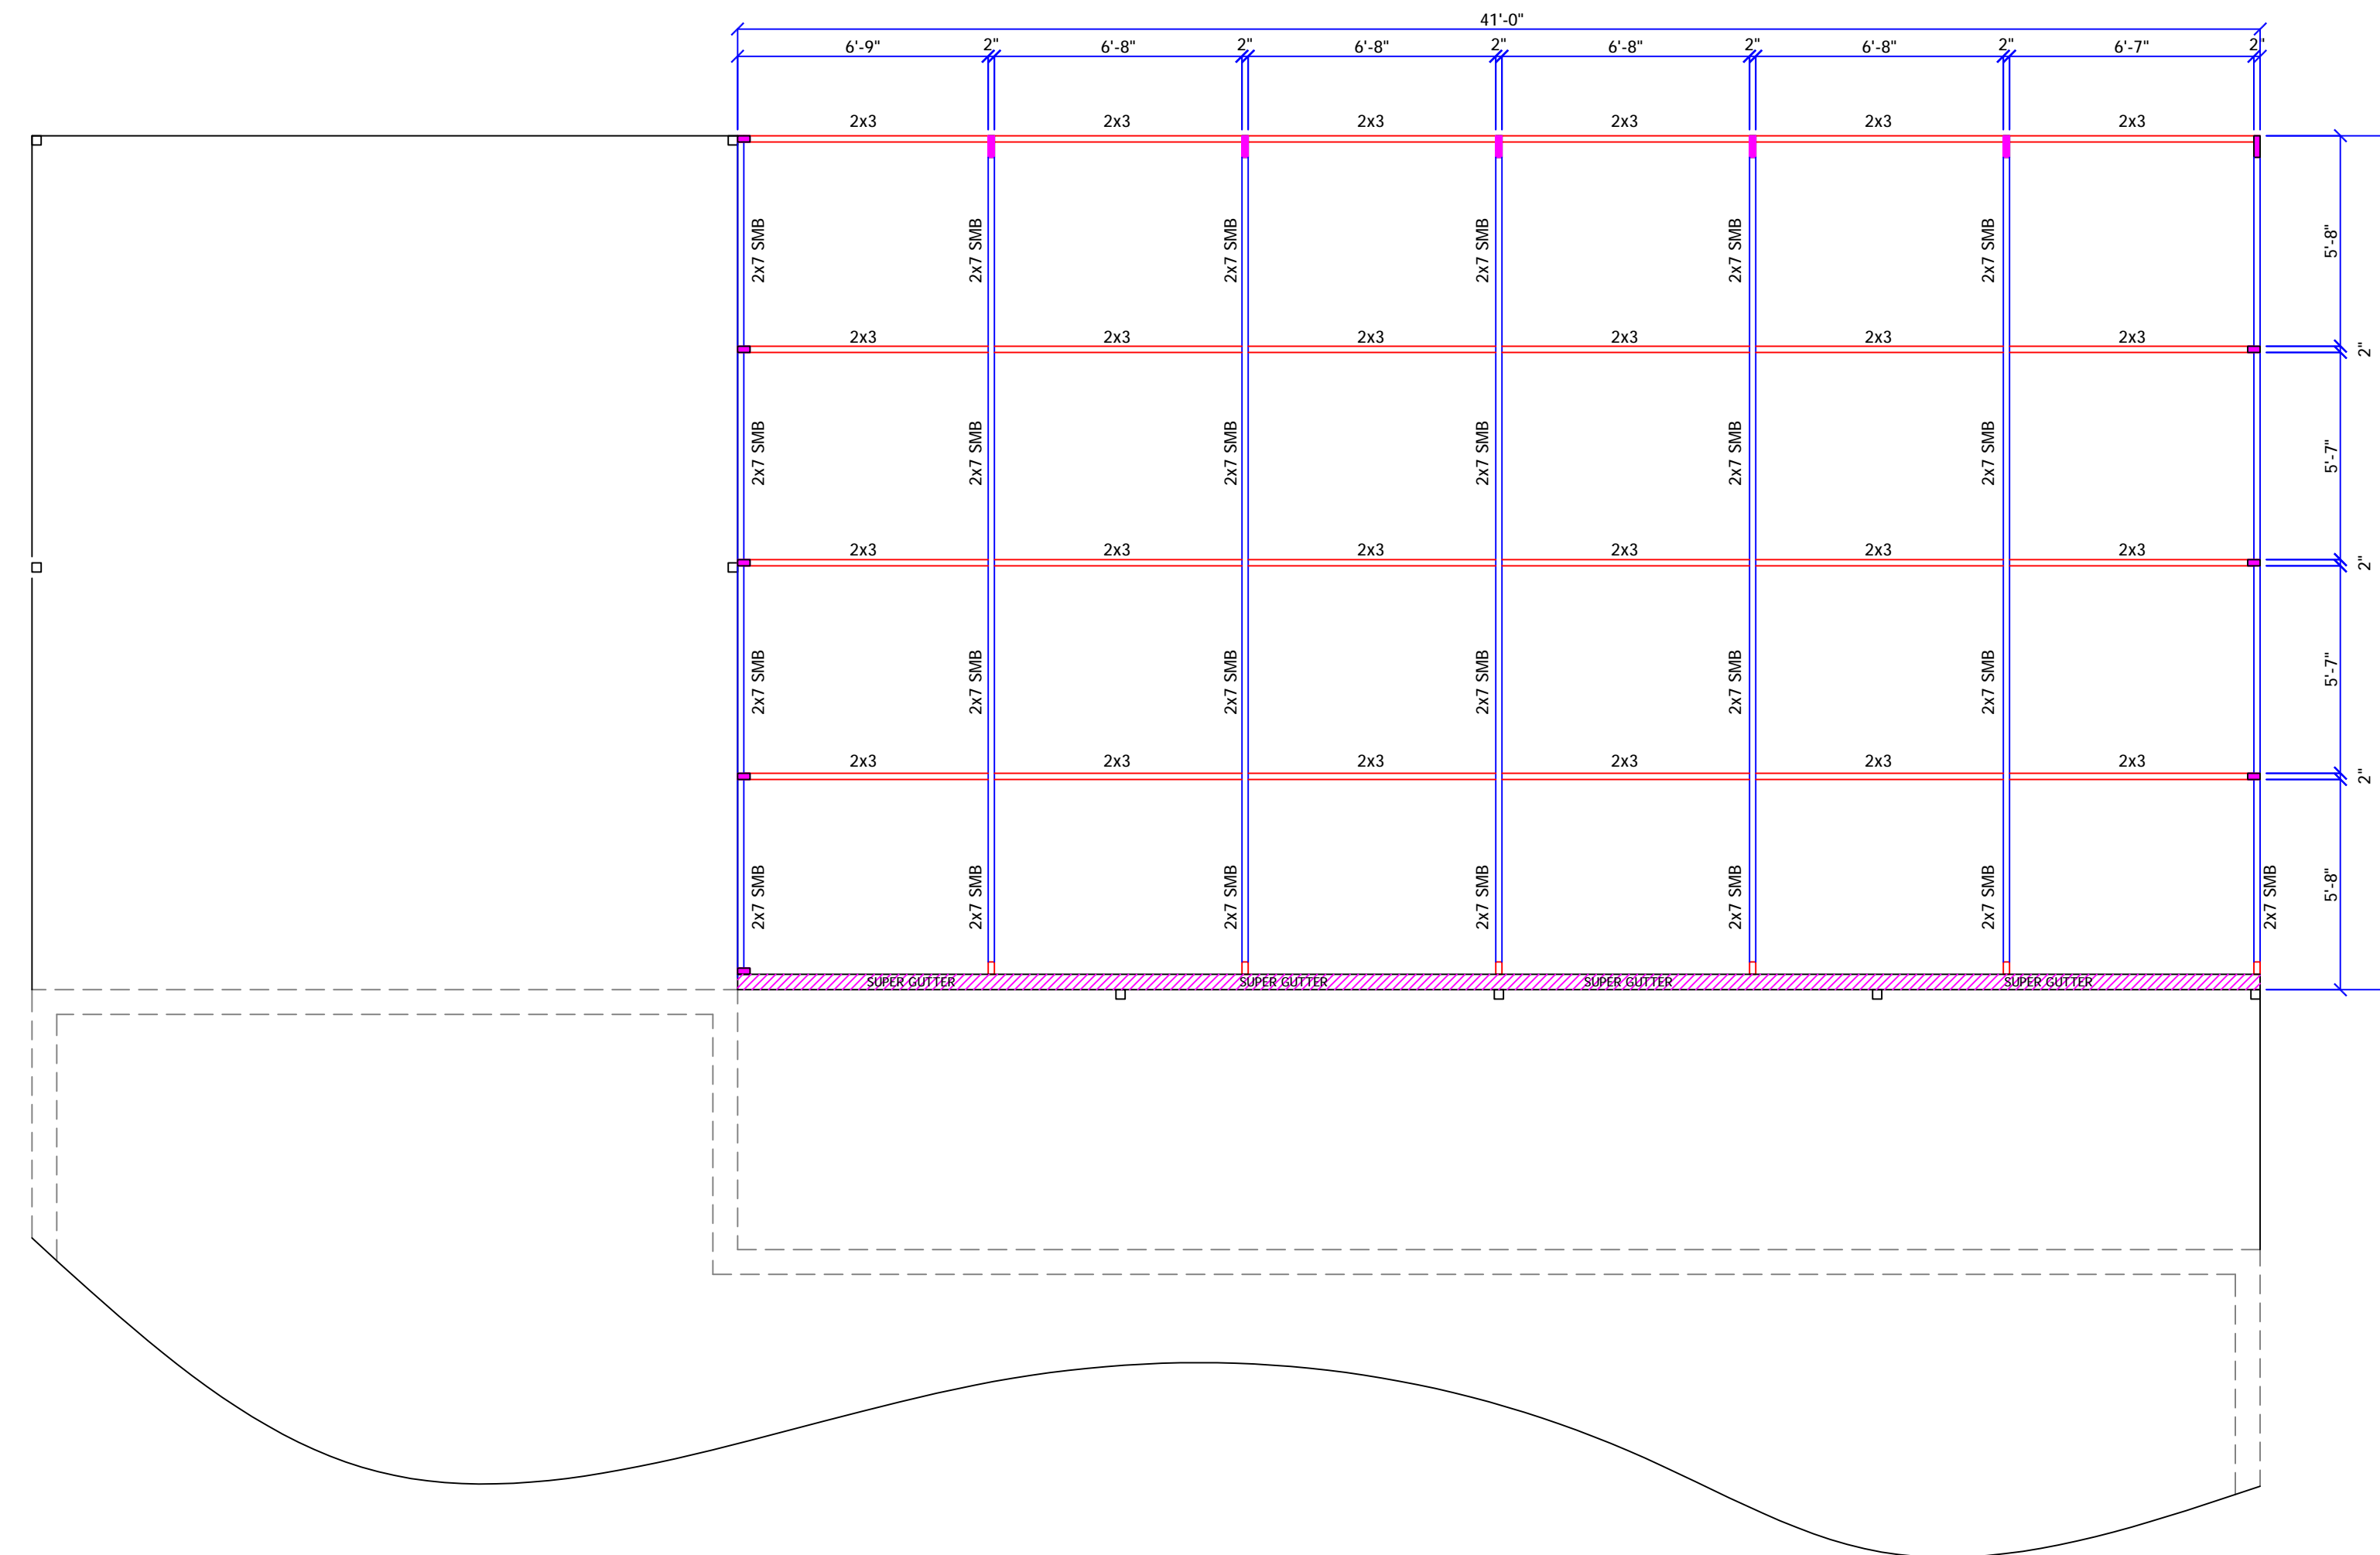 41'-0"
6'-9" 2" 6'-8" 2" 6'-8" 2" 6'-8" 2" 6'-8" 2" 6'-7" 2"
2x3 2x3 2x3 2x3 2x3 2x3
2x7 SMB 2x7 SMB 2x7 SMB 2x7 SMB 2x7 SMB 2x7 SMB 5'-8"
2x3 2x3 2x3 2x3 2x3 2x3 2"
2x7 SMB 2x7 SMB 2x7 SMB 2x7 SMB 2x7 SMB 2x7 SMB 5'-7"
2x3 2x3 2x3 2x3 2x3 2x3 2"
2x7 SMB 2x7 SMB 2x7 SMB 2x7 SMB 2x7 SMB 2x7 SMB 5'-7"
2x3 2x3 2x3 2x3 2x3 2x3 2"
2x7 SMB 2x7 SMB 2x7 SMB 2x7 SMB 2x7 SMB 2x7 SMB 2x7 SMB 5'-8"
SUPER GUTTER SUPER GUTTER SUPER GUTTER SUPER GUTTER